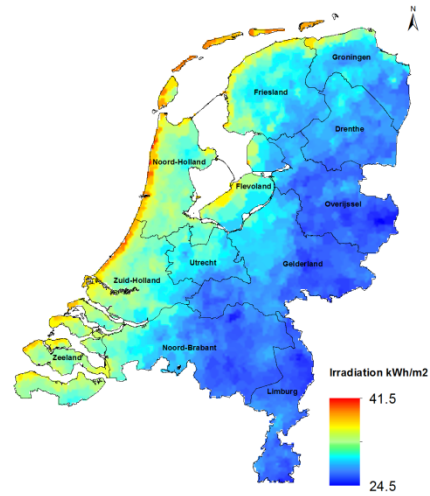 N
Groningen
Friesland
Drenthe
Noord-Holland
Flevoland
Overijssel
Utrecht
Gelderland
Zuid-Holland
Noord-Brabant
Zeeland
Limburg
Irradiation kWh/m2
41.5
24.5